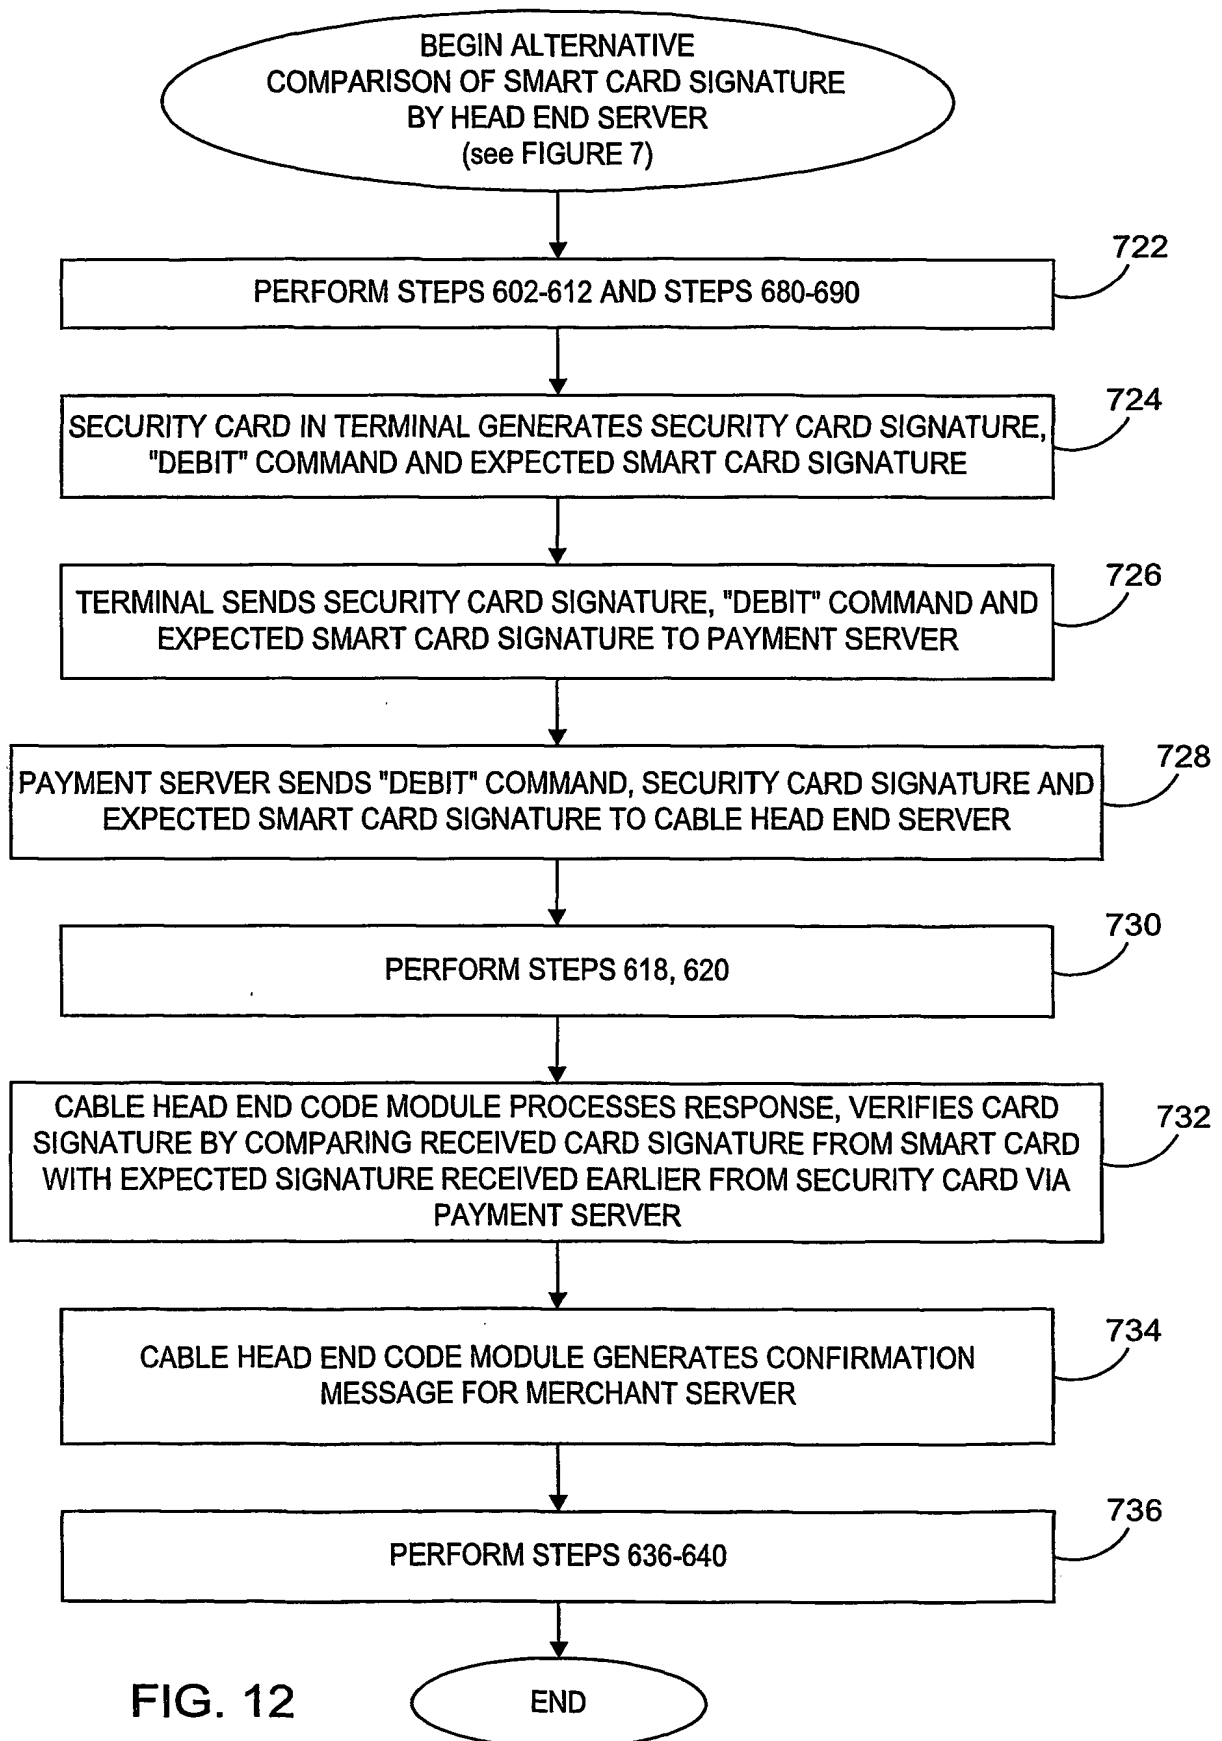 BEGIN ALTERNATIVE
COMPARISON OF SMART CARD SIGNATURE
BY HEAD END SERVER
(see FIGURE 7)
722
PERFORM STEPS 602-612 AND STEPS 680-690
724
SECURITY CARD IN TERMINAL GENERATES SECURITY CARD SIGNATURE,
"DEBIT" COMMAND AND EXPECTED SMART CARD SIGNATURE
726
TERMINAL SENDS SECURITY CARD SIGNATURE, "DEBIT" COMMAND AND
EXPECTED SMART CARD SIGNATURE TO PAYMENT SERVER
728
PAYMENT SERVER SENDS "DEBIT" COMMAND, SECURITY CARD SIGNATURE AND
EXPECTED SMART CARD SIGNATURE TO CABLE HEAD END SERVER
730
PERFORM STEPS 618, 620
732
CABLE HEAD END CODE MODULE PROCESSES RESPONSE, VERIFIES CARD
SIGNATURE BY COMPARING RECEIVED CARD SIGNATURE FROM SMART CARD
WITH EXPECTED SIGNATURE RECEIVED EARLIER FROM SECURITY CARD VIA
PAYMENT SERVER
734
CABLE HEAD END CODE MODULE GENERATES CONFIRMATION
MESSAGE FOR MERCHANT SERVER
736
PERFORM STEPS 636-640
END
FIG. 12